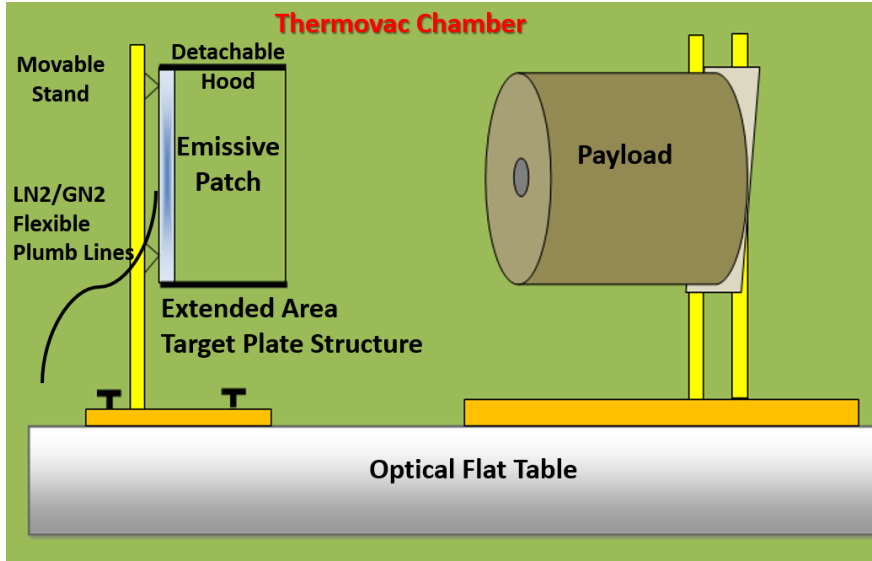 Thermovac Chamber
Movable
Stand
Detachable
Hood
Emissive
Patch
Payload
LN2/GN2
Flexible
Plumb Lines
Extended Area
Target Plate Structure
Optical Flat Table